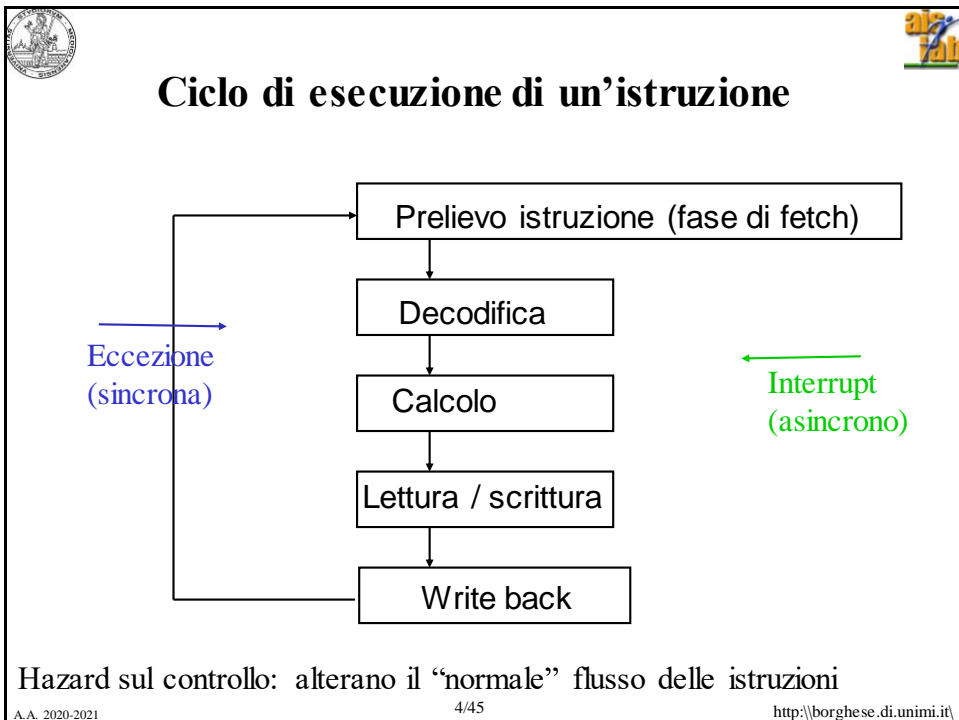 Ciclo di esecuzione di un’istruzione
Prelievo istruzione (fase di fetch)
Decodifica
Eccezione
(sincrona)
Interrupt
(asincrono)
Calcolo
Lettura / scrittura
Write back
Hazard sul controllo: alterano il “normale” flusso delle istruzioni
A.A. 2020-2021
4/45
http:\\borghese.di.unimi.it\